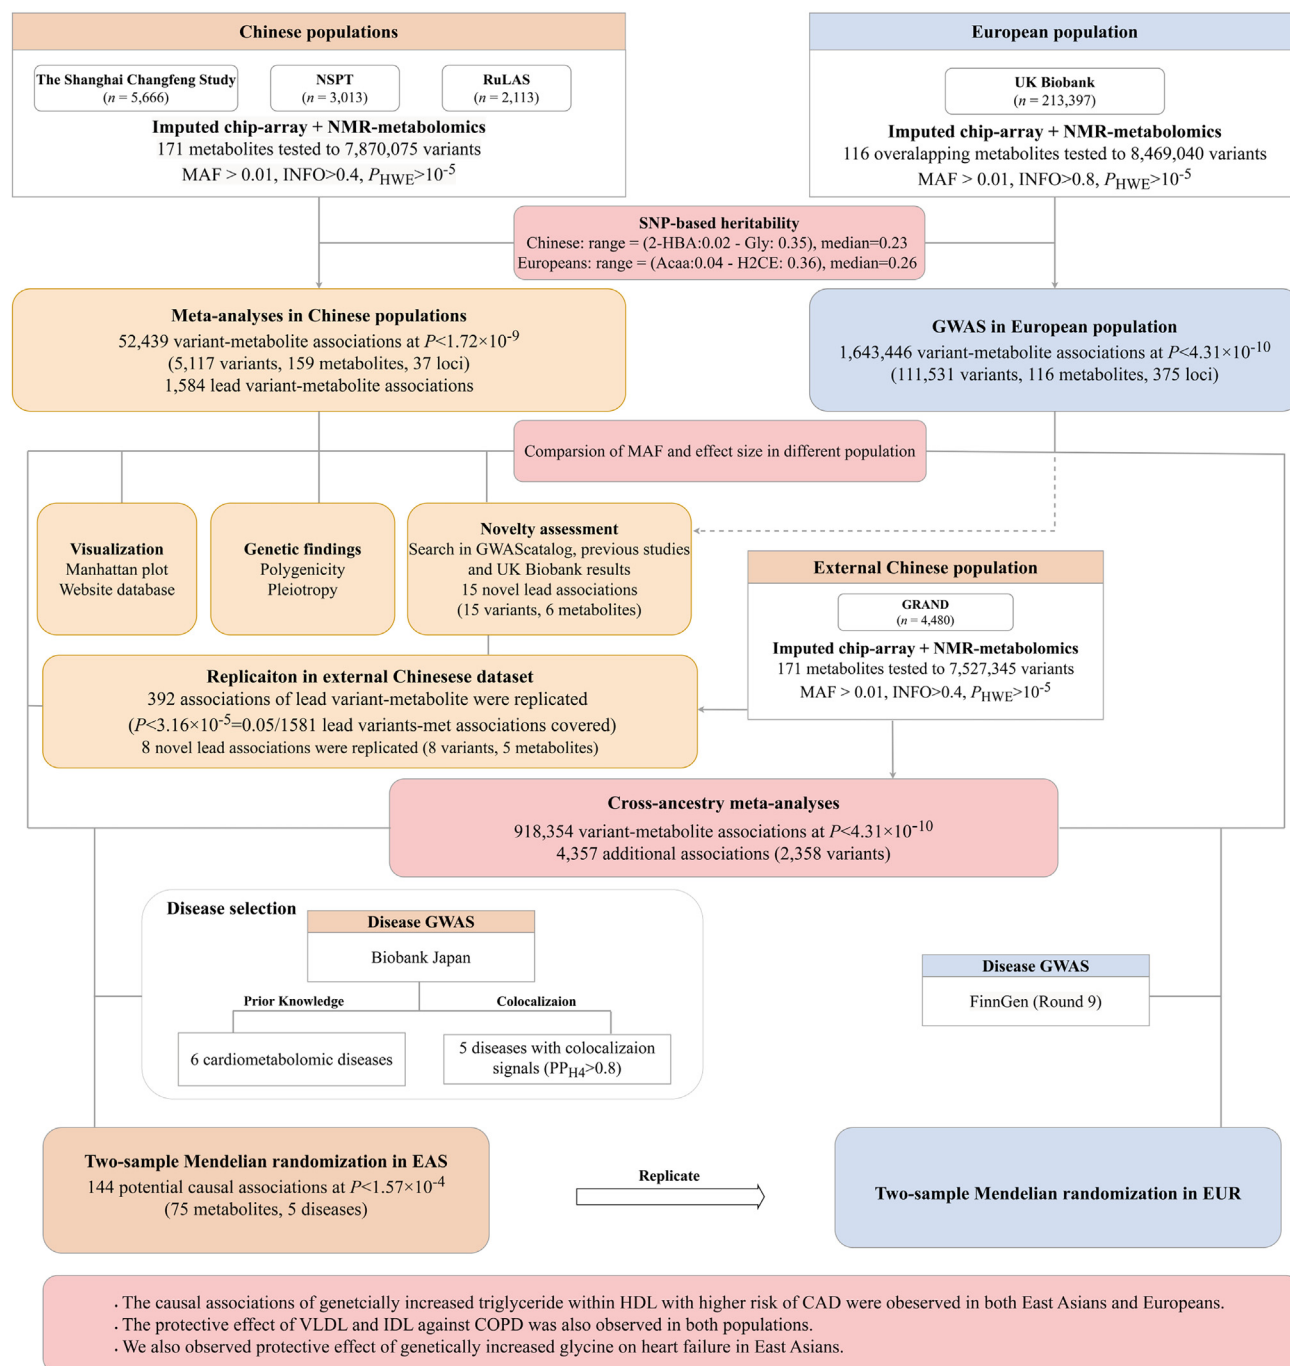 Chinese populations
The Shanghai Changfeng Study
(n = 5,666)
NSPT
(n = 3,013)
RuLAS
(n = 2,113)
Imputed chip-array + NMR-metabolomics
171 metabolites tested to 7,870,075 variants
MAF > 0.01, INFO>0.4, P_HWE>10^-5
European population
UK Biobank
(n = 213,397)
Imputed chip-array + NMR-metabolomics
116 overalapping metabolites tested to 8,469,040 variants
MAF > 0.01, INFO>0.8, P_HWE>10^-5
SNP-based heritability
Chinese: range = (2-HBA:0.02 - Gly: 0.35), median=0.23
Europeans: range = (Acaa:0.04 - H2CE: 0.36), median=0.26
Meta-analyses in Chinese populations
52,439 variant-metabolite associations at P<1.72×10^-9
(5,117 variants, 159 metabolites, 37 loci)
1,584 lead variant-metabolite associations
GWAS in European population
1,643,446 variant-metabolite associations at P<4.31×10^-10
(111,531 variants, 116 metabolites, 375 loci)
Comparsion of MAF and effect size in different population
Visualization
Manhattan plot
Website database
Genetic findings
Polygenicity
Pleiotropy
Novelty assessment
Search in GWAScatalog, previous studies
and UK Biobank results
15 novel lead associations
(15 variants, 6 metabolites)
External Chinese population
GRAND
(n = 4,480)
Imputed chip-array + NMR-metabolomics
171 metabolites tested to 7,527,345 variants
MAF > 0.01, INFO>0.4, P_HWE>10^-5
Replicaiton in external Chinesese dataset
392 associations of lead variant-metabolite were replicated
(P<3.16×10^-5=0.05/1581 lead variants-met associations covered)
8 novel lead associations were replicated (8 variants, 5 metabolites)
Cross-ancestry meta-analyses
918,354 variant-metabolite associations at P<4.31×10^-10
4,357 additional associations (2,358 variants)
Disease selection
Disease GWAS
Biobank Japan
Prior Knowledge
Colocalizaion
6 cardiometabolomic diseases
5 diseases with colocalizaion
signals (PP_H4>0.8)
Disease GWAS
FinnGen (Round 9)
Two-sample Mendelian randomization in EAS
144 potential causal associations at P<1.57×10^-4
(75 metabolites, 5 diseases)
Replicate
Two-sample Mendelian randomization in EUR
. The causal associations of genetcially increased triglyceride within HDL with higher risk of CAD were obeserved in both East Asians and Europeans.
. The protective effect of VLDL and IDL against COPD was also observed in both populations.
. We also observed protective effect of genetically increased glycine on heart failure in East Asians.